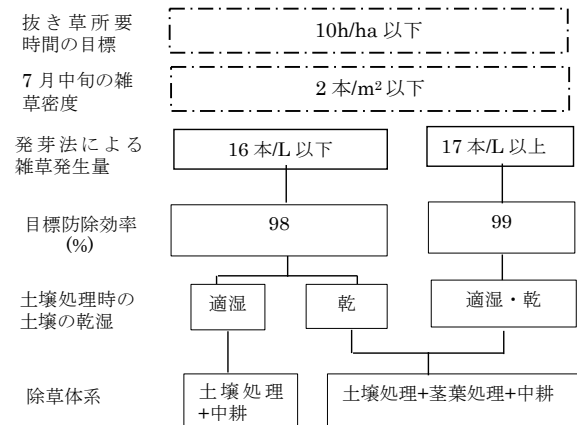 抜き草所要
時間の目標
10h/ha 以下
7 月中旬の雑
草密度
2 本/m²以下
発芽法による
雑草発生量
16 本/L 以下
17 本/L 以上
目標防除効率
(%)
98
99
土壌処理時の
土壌の乾湿
適湿
乾
適湿・乾
除草体系
土壌処理
+中耕
土壌処理+茎葉処理+中耕